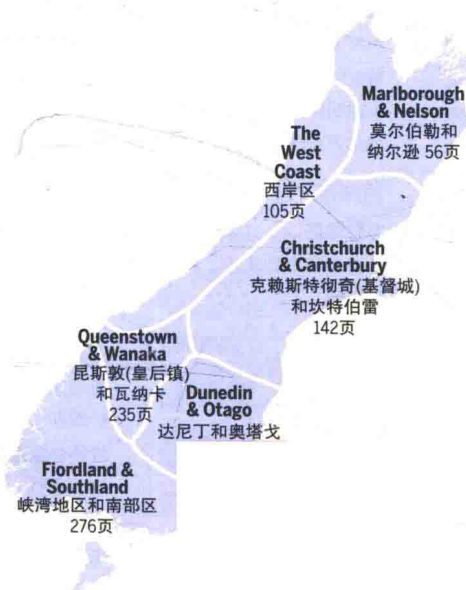 Marlborough
& Nelson
莫尔伯勒和
纳尔逊 56页
The
West
Coast
西岸区
105页
Christchurch
& Canterbury
克赖斯特彻奇(基督城)
和坎特伯雷
142页
Queenstown
& Wanaka
昆斯敦(皇后镇)
和瓦纳卡
235页
Dunedin
& Otago
达尼丁和奥塔戈
Fiordland &
Southland
峡湾地区和南部区
276页